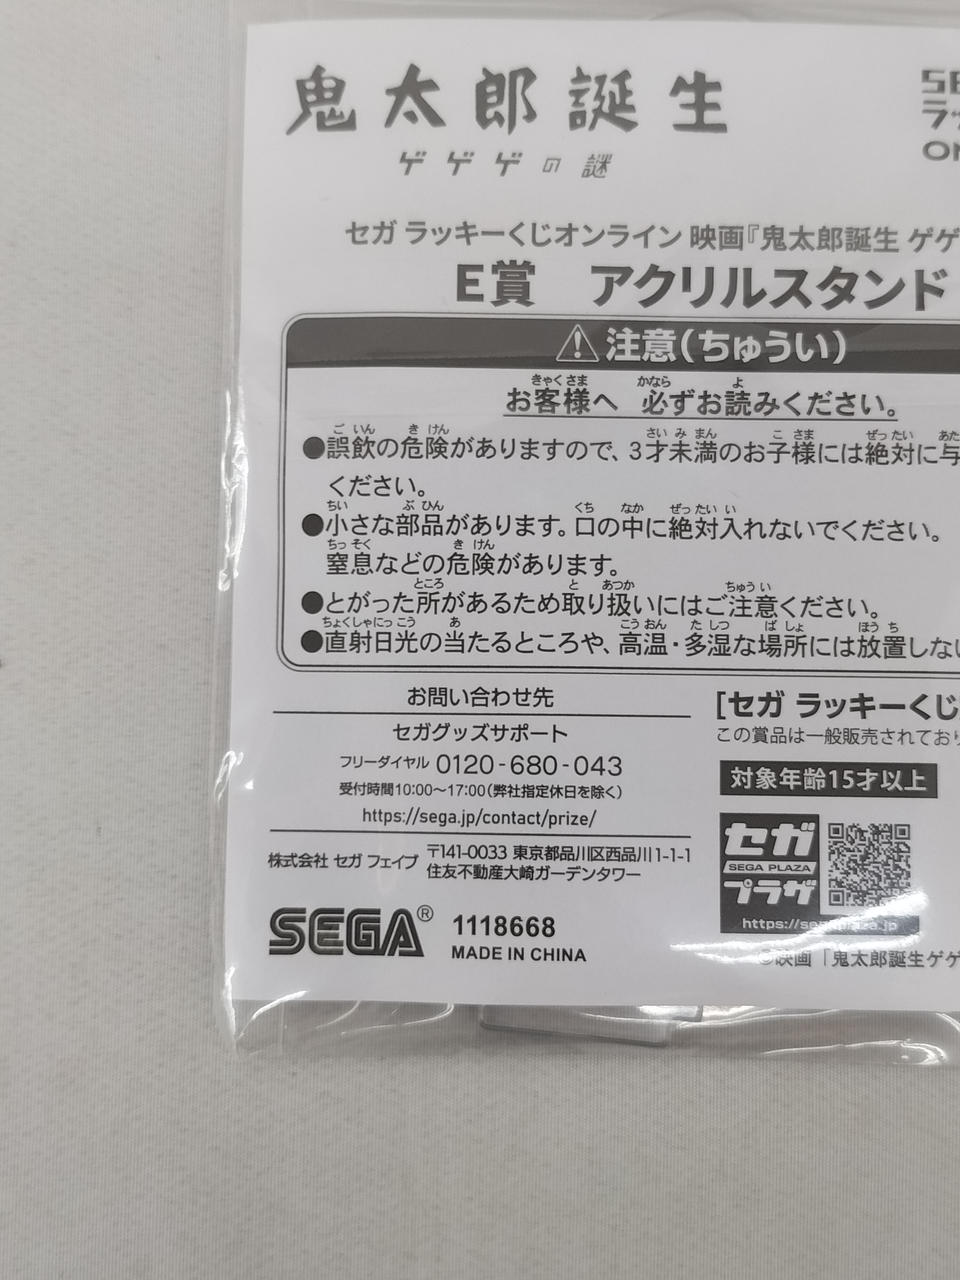 鬼太郎誕生
ゲゲゲの謎
セガ ラッキーくじオンライン 映画『鬼太郎誕生 ゲゲ
E賞 アクリルスタンド
注意(ちゅうい)
お客様へ 必ずお読みください。
●誤飲の危険がありますので、3才未満のお子様には絶対に与
ください。
●小さな部品があります。口の中に絶対入れないでください。
窒息などの危険があります。
●とがった所があるため取り扱いにはご注意ください。
●直射日光の当たるところや、高温・多湿な場所には放置しな
お問い合わせ先
セガグッズサポート
フリーダイヤル 0120-680-043
受付時間10:00〜17:00(弊社指定休日を除く)
https://sega.jp/contact/prize/
株式会社 セガ フェイブ 〒141-0033 東京都品川区西品川1-1-1
住友不動産大崎ガーデンタワー
SEGA® 1118668
MADE IN CHINA
[セガ ラッキーくじ
この賞品は一般販売されており
対象年齢15才以上
セガ
SEGA PLAZA
プラザ
©映画「鬼太郎誕生ゲゲ